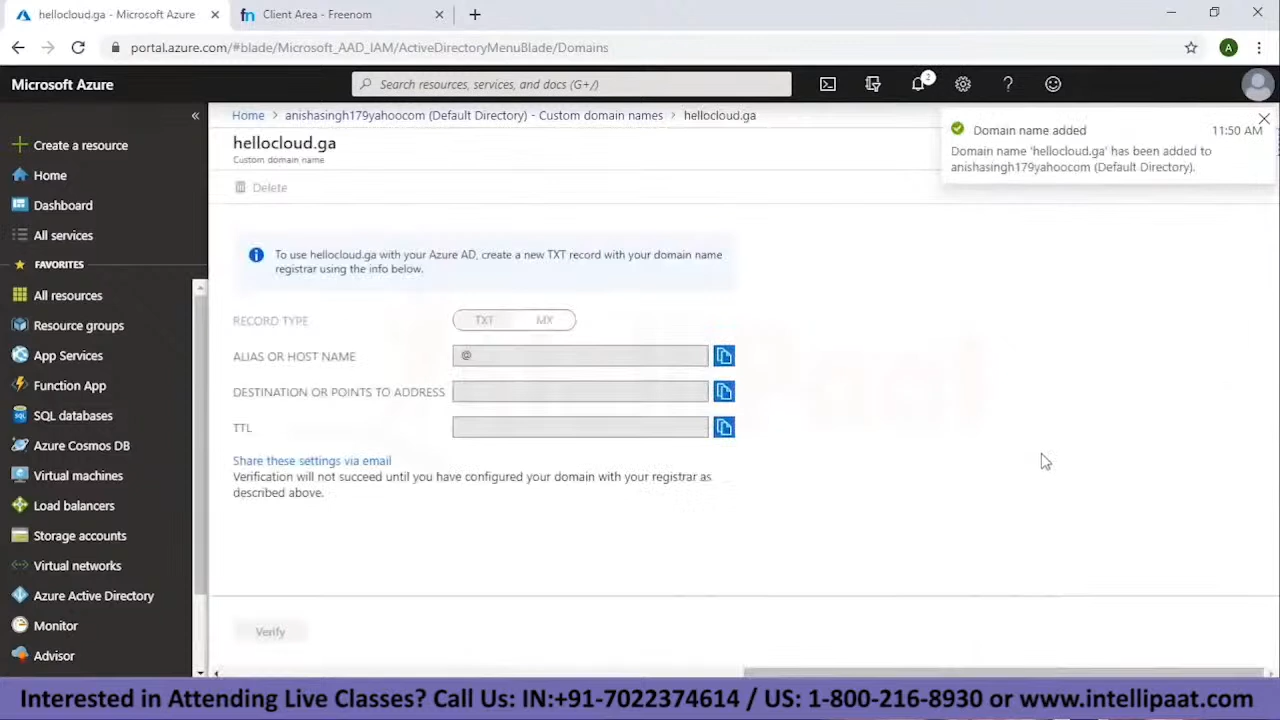 hellocloud.ga - Microsoft Azure
Client Area - Freenom
portal.azure.com/#blade/Microsoft_AAD_IAM/ActiveDirectoryMenuBlade/Domains
A
Microsoft Azure
Search resources, services, and docs (G+/)
2
Create a resource
Home
Dashboard
All services
FAVORITES
All resources
Resource groups
App Services
Function App
SQL databases
Azure Cosmos DB
Virtual machines
Load balancers
Storage accounts
Virtual networks
Azure Active Directory
Monitor
Advisor
Home > anishasingh179yahoocom (Default Directory) - Custom domain names > hellocloud.ga
hellocloud.ga
Custom domain name
Delete
Domain name added 11:50 AM
Domain name 'hellocloud.ga' has been added to
anishasingh179yahoocom (Default Directory).
To use hellocloud.ga with your Azure AD, create a new TXT record with your domain name
registrar using the info below.
RECORD TYPE TXT MX
ALIAS OR HOST NAME @
DESTINATION OR POINTS TO ADDRESS
TTL
Share these settings via email
Verification will not succeed until you have configured your domain with your registrar as
described above.
Verify
Interested in Attending Live Classes? Call Us: IN:+91-7022374614 / US: 1-800-216-8930 or www.intellipaat.com